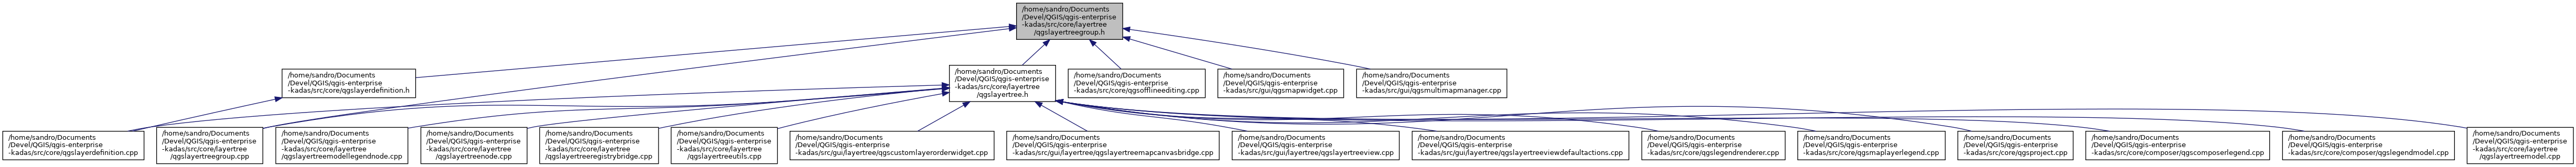 /home/sandro/Documents
/Devel/QGIS/qgis-enterprise
-kadas/src/core/layertree
/qgslayertreegroup.h
/home/sandro/Documents
/Devel/QGIS/qgis-enterprise
-kadas/src/core/qgslayerdefinition.h
/home/sandro/Documents
/Devel/QGIS/qgis-enterprise
-kadas/src/core/layertree
/qgslayertree.h
/home/sandro/Documents
/Devel/QGIS/qgis-enterprise
-kadas/src/core/qgsofflineediting.cpp
/home/sandro/Documents
/Devel/QGIS/qgis-enterprise
-kadas/src/gui/qgsmapwidget.cpp
/home/sandro/Documents
/Devel/QGIS/qgis-enterprise
-kadas/src/gui/qgsmultimapmanager.cpp
/home/sandro/Documents
/Devel/QGIS/qgis-enterprise
-kadas/src/core/qgslayerdefinition.cpp
/home/sandro/Documents
/Devel/QGIS/qgis-enterprise
-kadas/src/core/layertree
/qgslayertreegroup.cpp
/home/sandro/Documents
/Devel/QGIS/qgis-enterprise
-kadas/src/core/layertree
/qgslayertreemodellegendnode.cpp
/home/sandro/Documents
/Devel/QGIS/qgis-enterprise
-kadas/src/core/layertree
/qgslayertreenode.cpp
/home/sandro/Documents
/Devel/QGIS/qgis-enterprise
-kadas/src/core/layertree
/qgslayertreeregistrybridge.cpp
/home/sandro/Documents
/Devel/QGIS/qgis-enterprise
-kadas/src/core/layertree
/qgslayertreeutils.cpp
/home/sandro/Documents
/Devel/QGIS/qgis-enterprise
-kadas/src/gui/layertree/qgscustomlayerorderwidget.cpp
/home/sandro/Documents
/Devel/QGIS/qgis-enterprise
-kadas/src/gui/layertree/qgslayertreemapcanvasbridge.cpp
/home/sandro/Documents
/Devel/QGIS/qgis-enterprise
-kadas/src/gui/layertree/qgslayertreeview.cpp
/home/sandro/Documents
/Devel/QGIS/qgis-enterprise
-kadas/src/gui/layertree/qgslayertreeviewdefaultactions.cpp
/home/sandro/Documents
/Devel/QGIS/qgis-enterprise
-kadas/src/core/qgslegendrenderer.cpp
/home/sandro/Documents
/Devel/QGIS/qgis-enterprise
-kadas/src/core/qgsmaplayerlegend.cpp
/home/sandro/Documents
/Devel/QGIS/qgis-enterprise
-kadas/src/core/qgsproject.cpp
/home/sandro/Documents
/Devel/QGIS/qgis-enterprise
-kadas/src/core/composer/qgscomposerlegend.cpp
/home/sandro/Documents
/Devel/QGIS/qgis-enterprise
-kadas/src/core/composer/qgslegendmodel.cpp
/home/sandro/Documents
/Devel/QGIS/qgis-enterprise
-kadas/src/core/layertree
/qgslayertreemodel.cpp